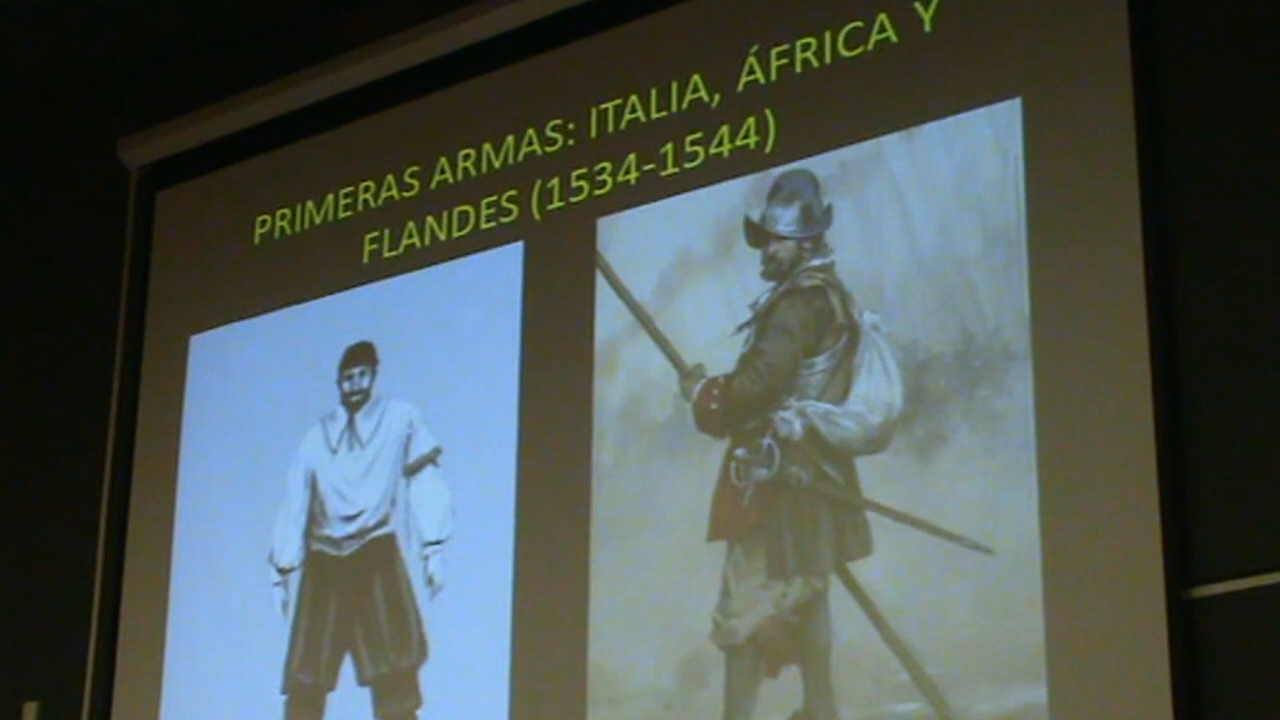 PRIMERAS ARMAS: ITALIA, ÁFRICA Y
FLANDES (1534-1544)